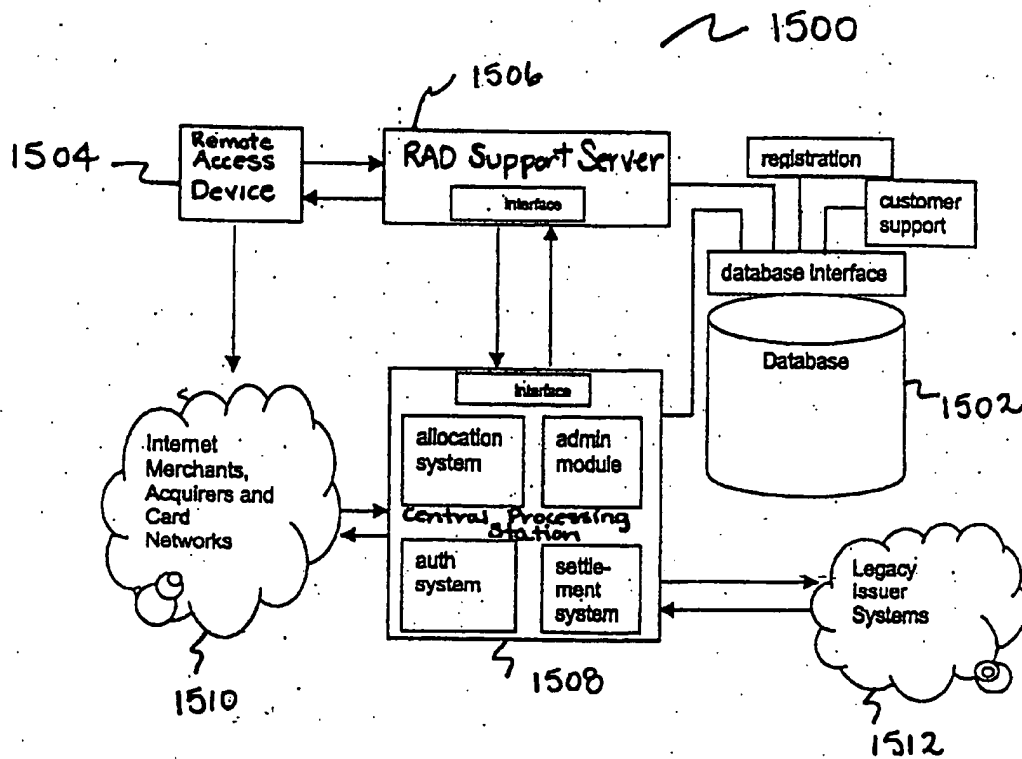 1500
1506
1504
Remote
Access
Device
RAD Support Server
Interface
registration
customer
support
database interface
Database
1502
Interface
allocation
system
admin
module
Central Processing
Station
auth
system
settle-
ment
system
Internet
Merchants,
Acquirers and
Card
Networks
Legacy
Issuer
Systems
1510
1508
1512